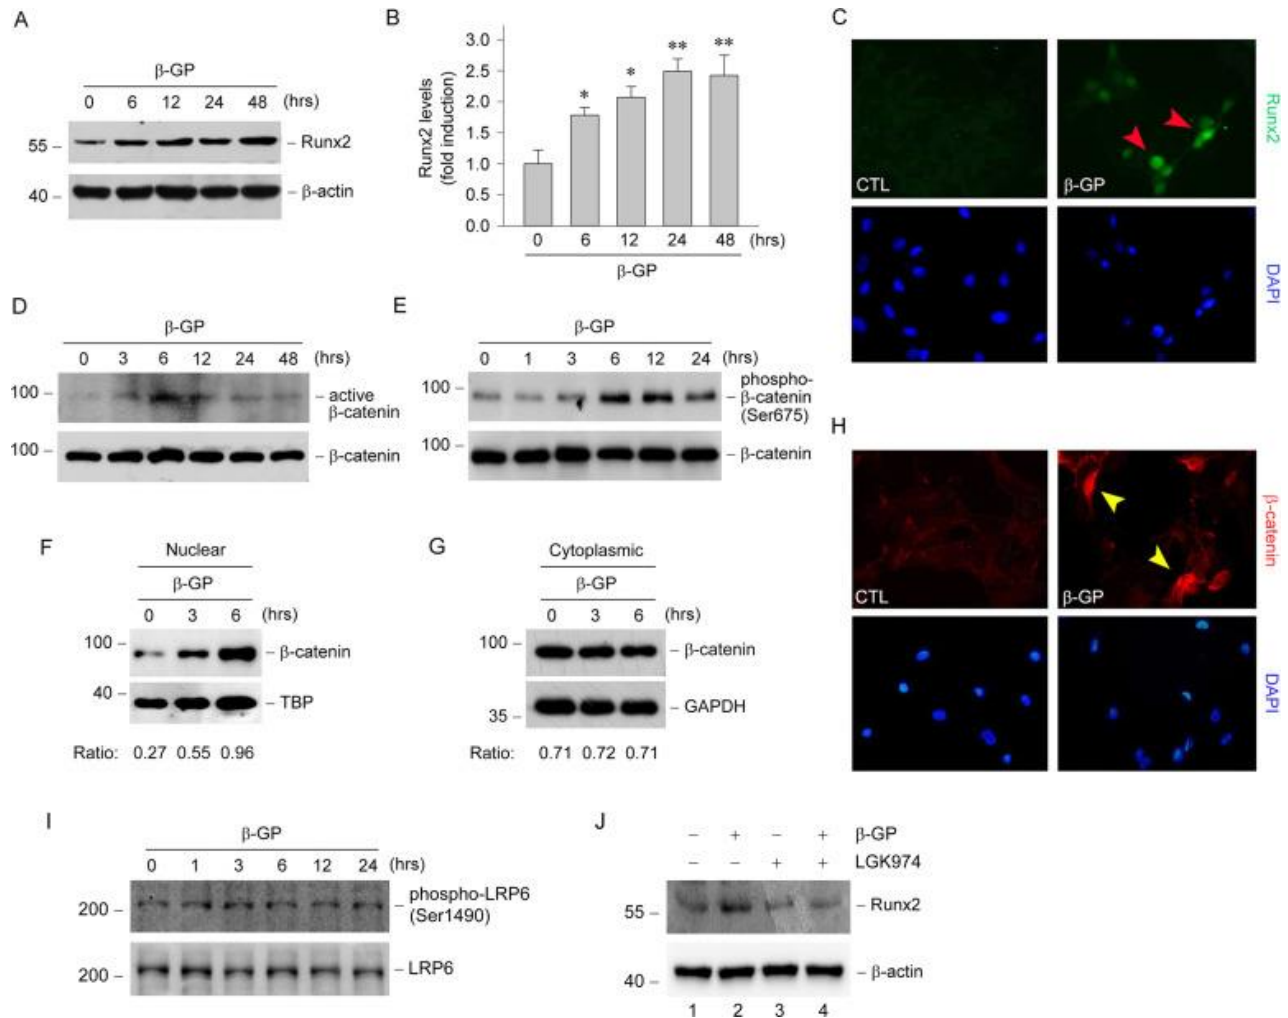 A
β-GP
0 6 12 24 48 (hrs)
55 – – Runx2
40 – – β-actin
B
Runx2 levels
(fold induction)
3.0
2.5
2.0
1.5
1.0
0.5
0.0
* * ** **
0 6 12 24 48 (hrs)
β-GP
C
CTL
β-GP
Runx2
DAPI
D
β-GP
0 3 6 12 24 48 (hrs)
100 – – active
β-catenin
100 – – β-catenin
E
β-GP
0 1 3 6 12 24 (hrs)
100 – phospho-
– β-catenin
(Ser675)
100 – – β-catenin
F
Nuclear
β-GP
0 3 6 (hrs)
100 – – β-catenin
40 – – TBP
Ratio: 0.27 0.55 0.96
G
Cytoplasmic
β-GP
0 3 6 (hrs)
100 – – β-catenin
35 – – GAPDH
Ratio: 0.71 0.72 0.71
H
CTL
β-GP
β-catenin
DAPI
I
β-GP
0 1 3 6 12 24 (hrs)
200 – – phospho-LRP6
(Ser1490)
200 – – LRP6
J
– + – + β-GP
– – + + LGK974
55 – – Runx2
40 – – β-actin
1 2 3 4